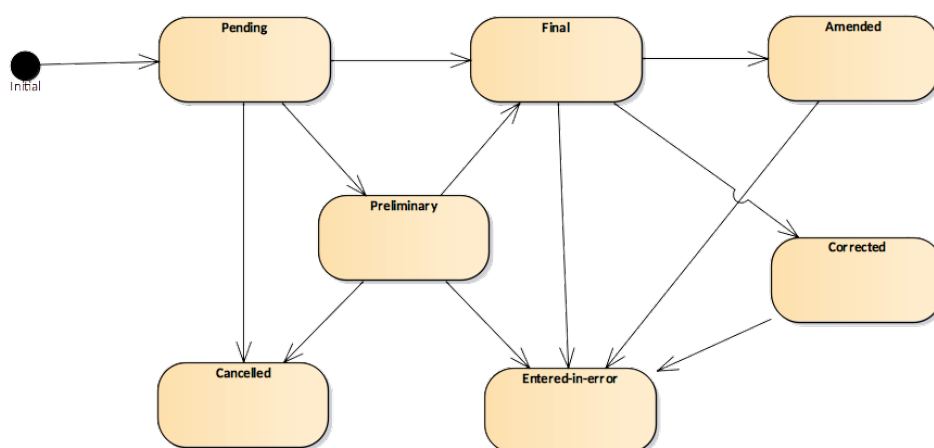 Pending
Final
Amended
Initial
Preliminary
Corrected
Cancelled
Entered-in-error